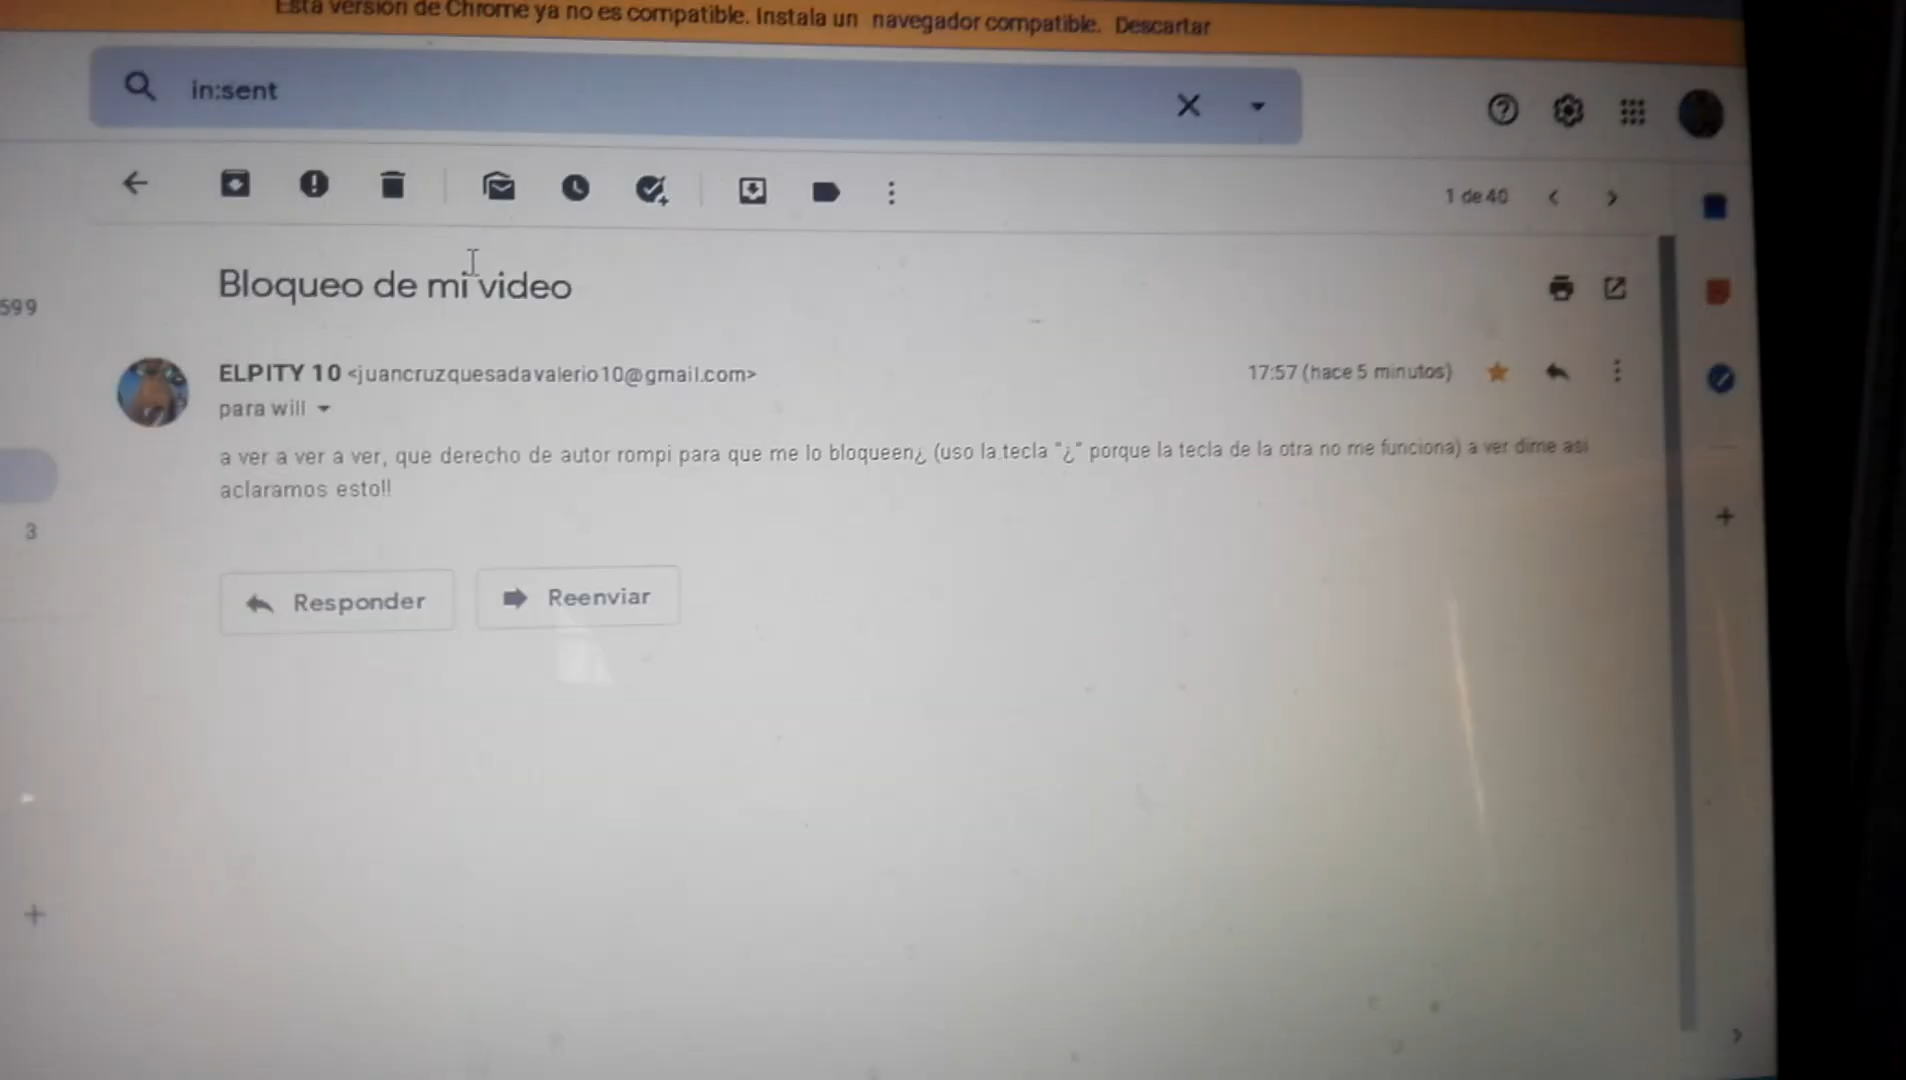 Esta versión de Chrome ya no es compatible. Instala un navegador compatible. Descartar
in:sent
1 de 40
Bloqueo de mi video
599
ELPITY 10 <juancruzquesadavalerio10@gmail.com>
17:57 (hace 5 minutos)
para will
a ver a ver a ver, que derecho de autor rompi para que me lo bloqueen¿ (uso la tecla "¿" porque la tecla de la otra no me funciona) a ver dime asi
aclaramos esto!!
3
Responder
Reenviar